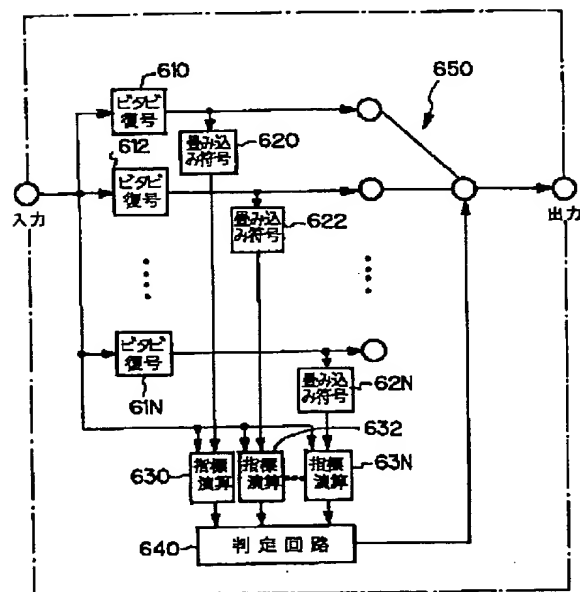 610
ビタビ
復号
650
620
畳み込
み符号
612
ビタビ
復号
入力
出力
畳み込
み符号
622
ビタビ
復号
61N
畳み込
み符号
62N
632
630
指標
演算
指標
演算
指標
演算
63N
640
判定回路